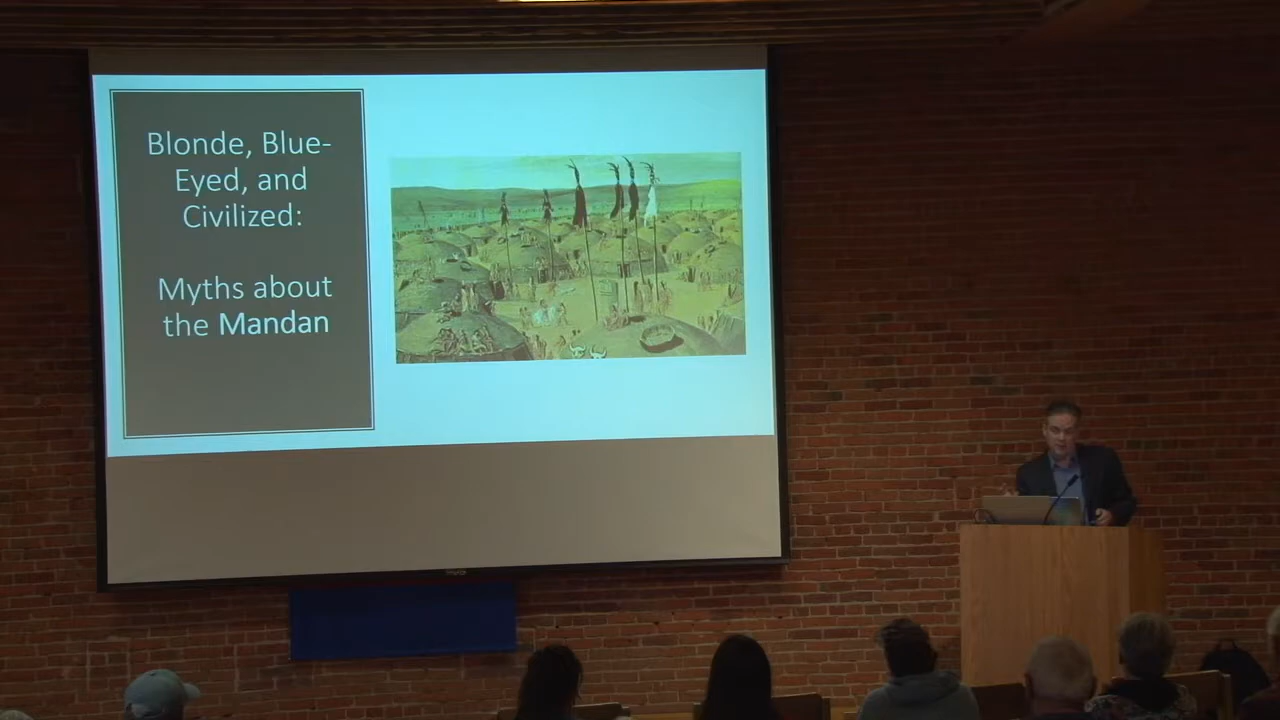 Blonde, Blue-
Eyed, and
Civilized:
Myths about
the Mandan